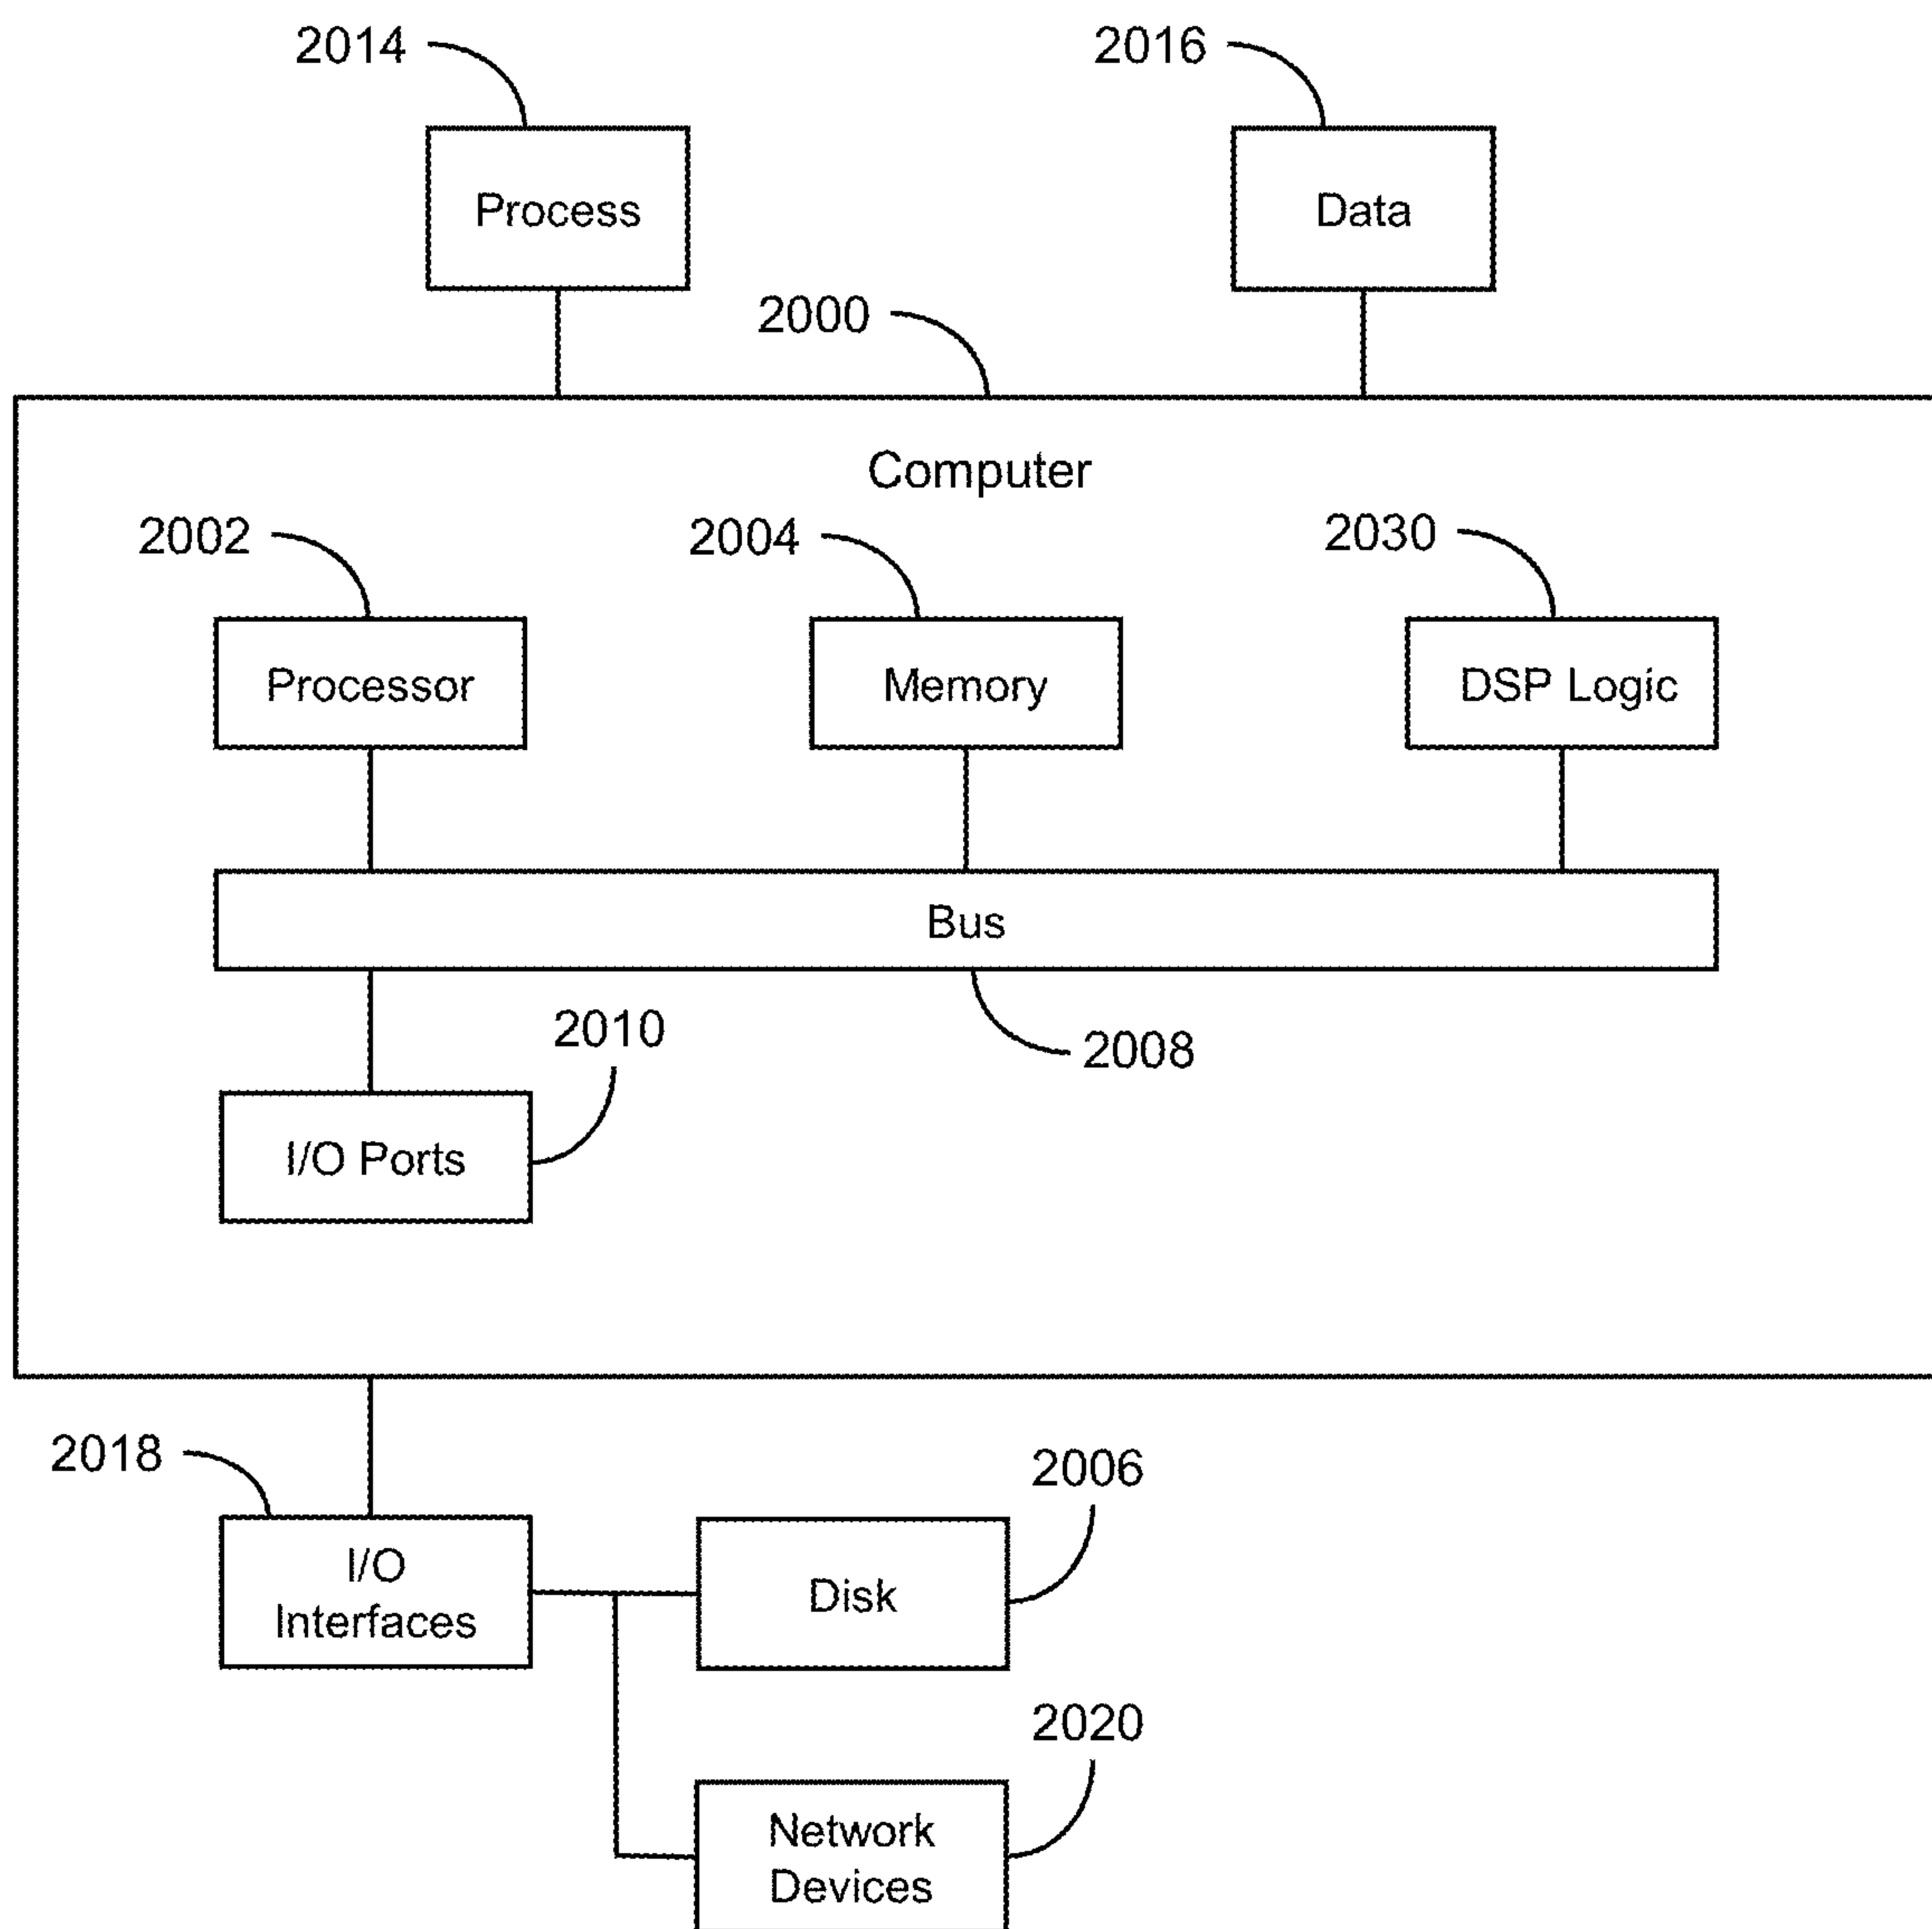 2014
2016
Process
Data
2000
Computer
2002
2004
2030
Processor
Memory
DSP Logic
Bus
2010
2008
I/O Ports
2018
2006
I/O
Interfaces
Disk
2020
Network
Devices